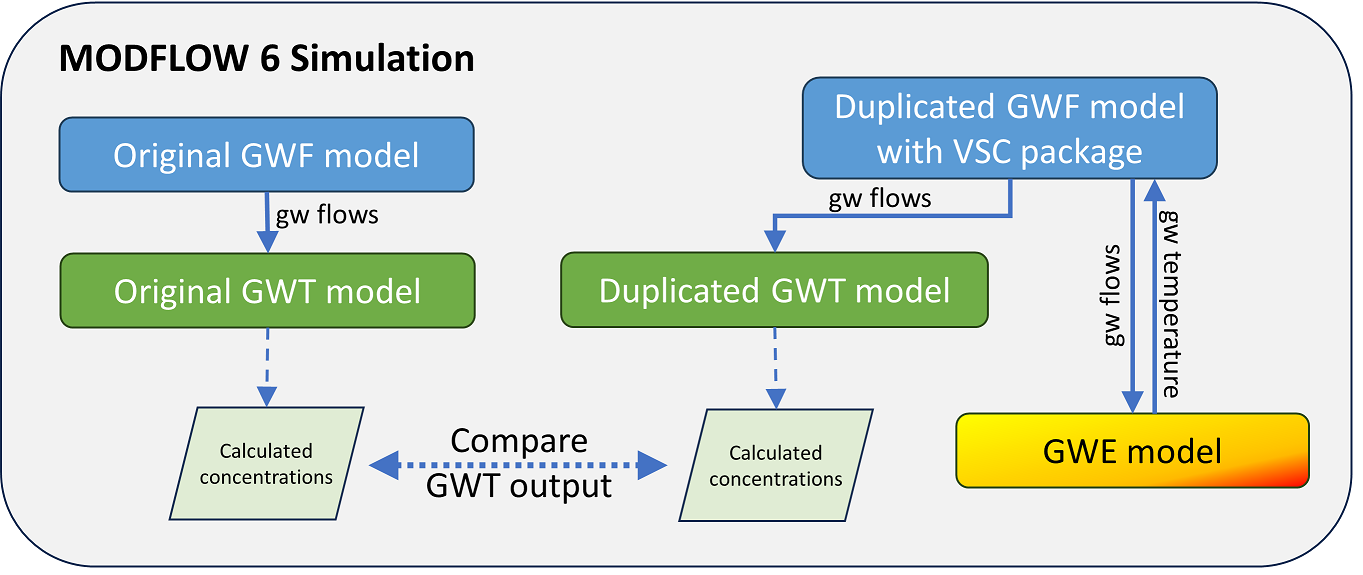 MODFLOW 6 Simulation
Original GWF model
gw flows
Original GWT model
Calculated
concentrations
Compare
GWT output
Duplicated GWF model
with VSC package
gw flows
Duplicated GWT model
Calculated
concentrations
gw flows
gw temperature
GWE model